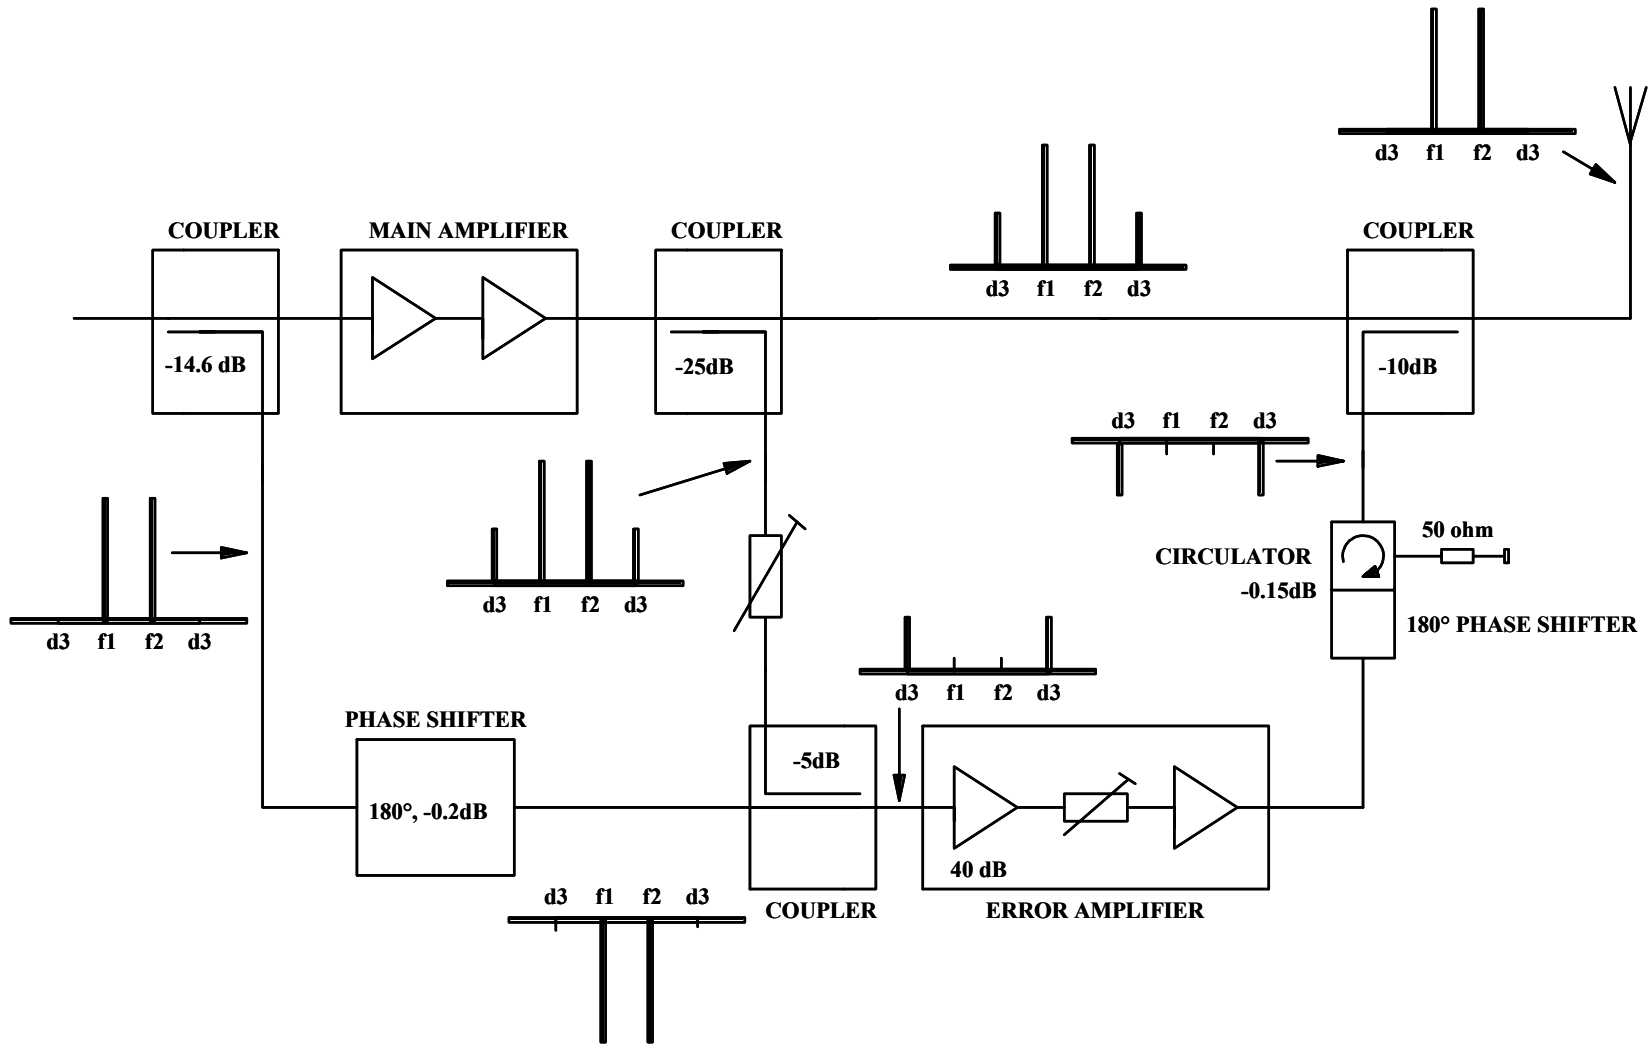 d3 f1 f2 d3
COUPLER
MAIN AMPLIFIER
COUPLER
COUPLER
d3 f1 f2 d3
-14.6 dB
-25dB
-10dB
d3 f1 f2 d3
d3 f1 f2 d3
d3 f1 f2 d3
50 ohm
CIRCULATOR
-0.15dB
180° PHASE SHIFTER
d3 f1 f2 d3
PHASE SHIFTER
180°, -0.2dB
-5dB
40 dB
d3 f1 f2 d3
COUPLER
ERROR AMPLIFIER